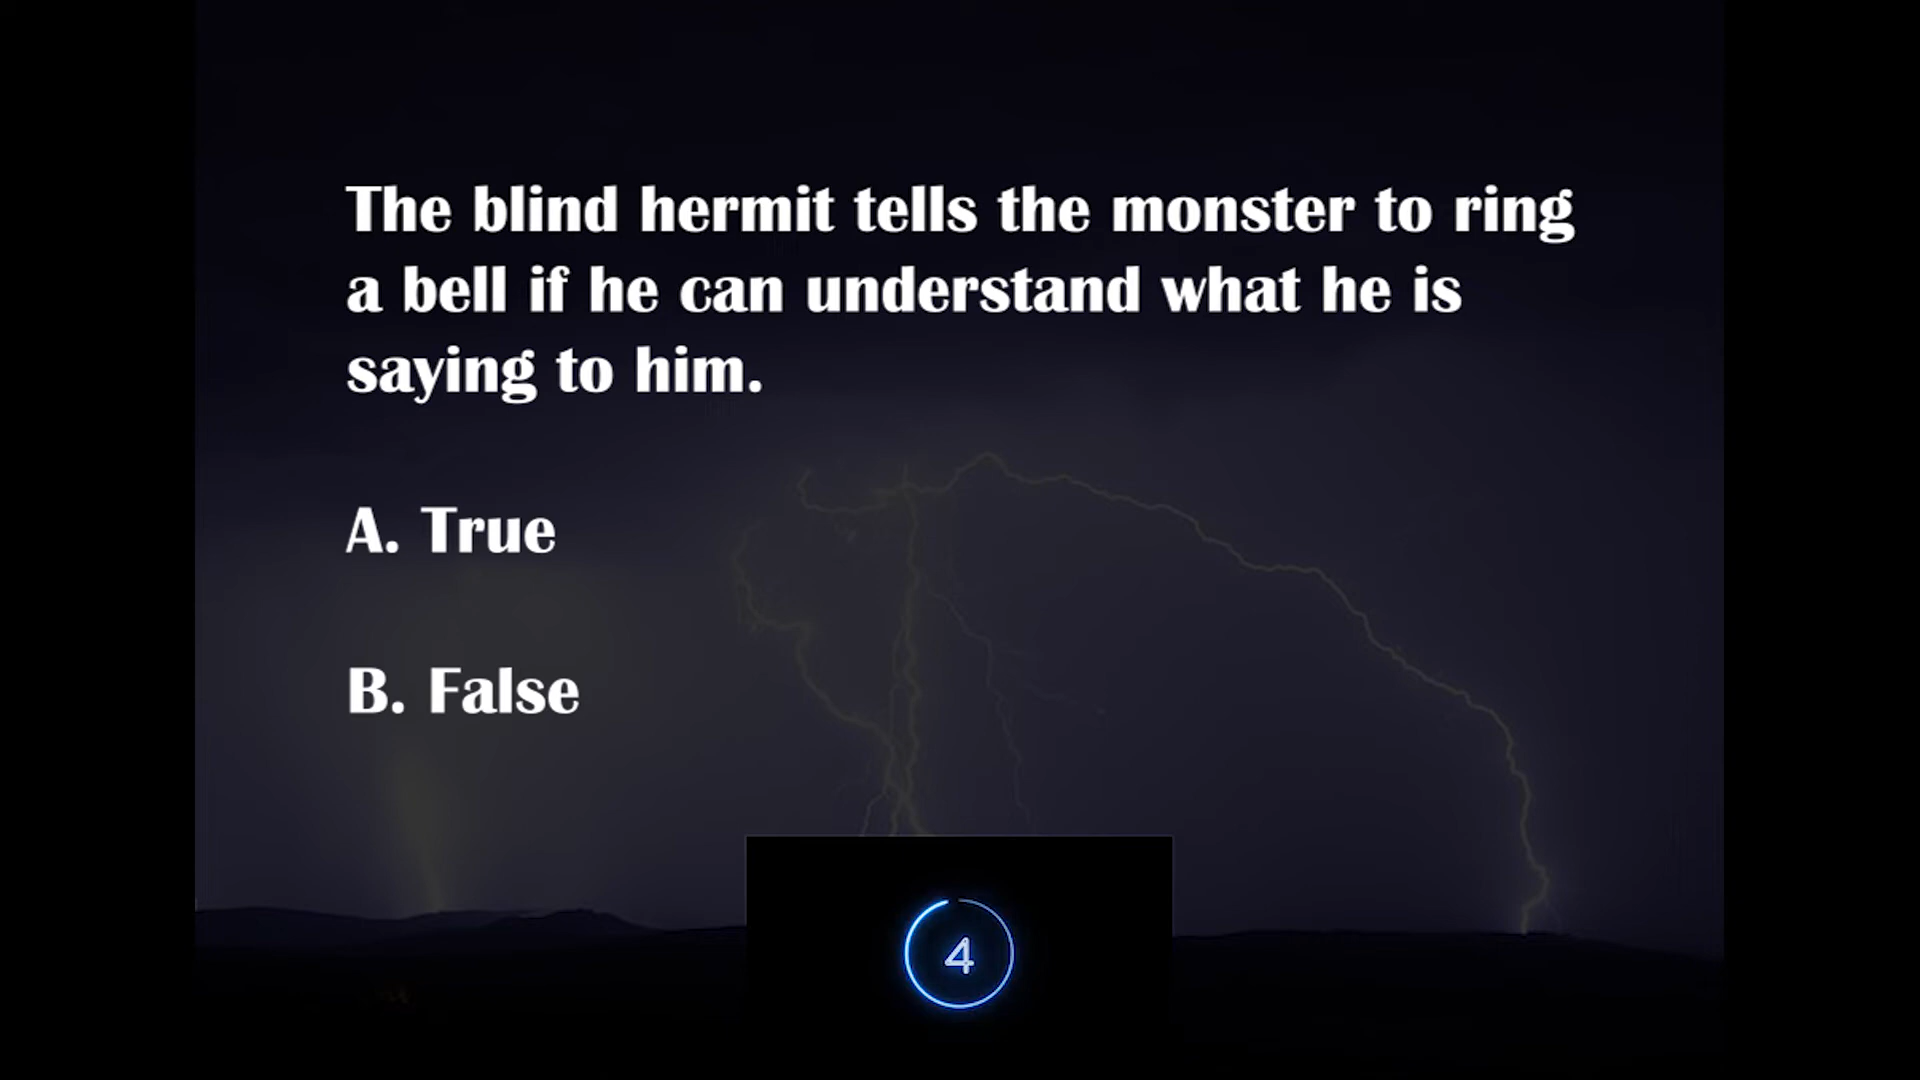 The blind hermit tells the monster to ring
a bell if he can understand what he is
saying to him.
A. True
B. False
4